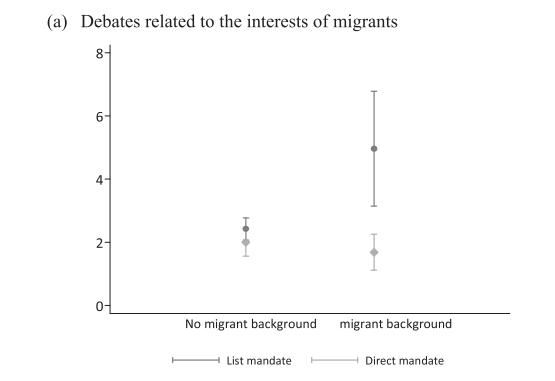 (a) Debates related to the interests of migrants
8
6
4
2
0
No migrant background migrant background
List mandate Direct mandate